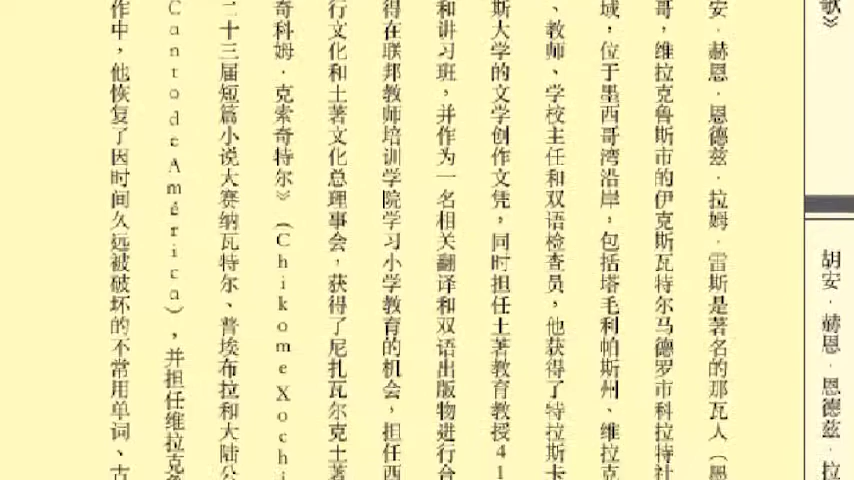 歌》
胡安．赫恩．恩德兹．拉
安．赫恩．恩德兹．拉姆．雷斯是著名的那瓦人（墨
哥，维拉克鲁斯市的伊克斯瓦特尔马德罗市科拉特社
域，位于墨西哥湾沿岸，包括塔毛利帕斯州、维拉克
、教师、学校主任和双语检查员，他获得了特拉斯卡
斯大学的文学创作文凭，同时担任土著教育教授41
和讲习班，并作为一名相关翻译和双语出版物进行合
得在联邦教师培训学院学习小学教育的机会，担任西
行文化和土著文化总理事会，获得了尼扎瓦尔克土著
奇科姆．克索奇特尔》（Chikome Xochi
二十三届短篇小说大赛纳瓦特尔、普埃布拉和大陆公
Canto de América），并担任维拉克鲁
作中，他恢复了因时间久远被破坏的不常用单词、古